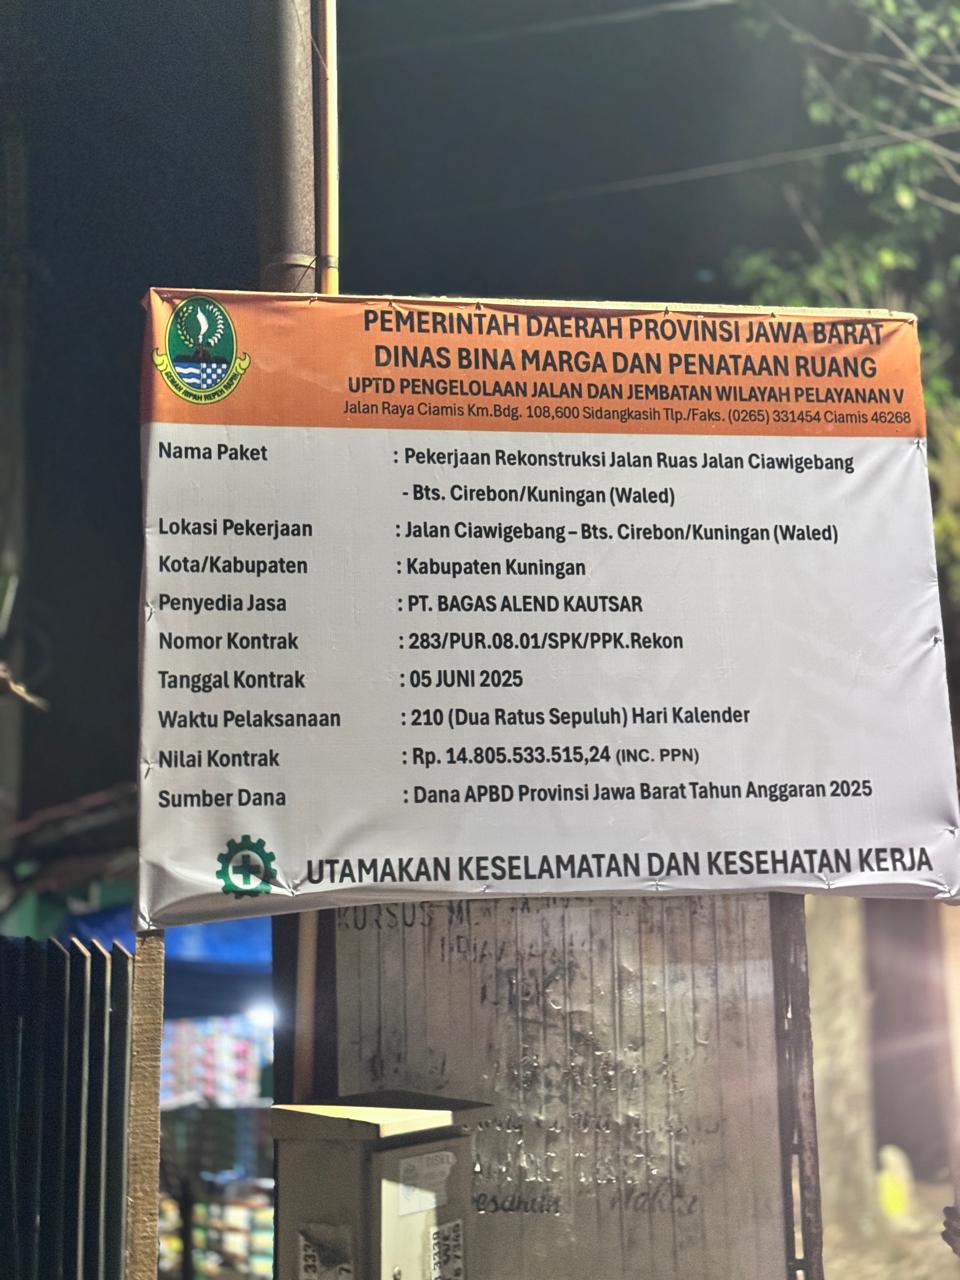 PEMERINTAH DAERAH PROVINSI JAWA BARAT
DINAS BINA MARGA DAN PENATAAN RUANG
UPTD PENGELOLAAN JALAN DAN JEMBATAN WILAYAH PELAYANAN V
Jalan Raya Ciamis Km.Bdg. 108,600 Sidangkasih Tlp./Faks. (0265) 331454 Ciamis 46268
GEMAH RIPAH REPEH RAPIH
Nama Paket : Pekerjaan Rekonstruksi Jalan Ruas Jalan Ciawigebang
- Bts. Cirebon/Kuningan (Waled)
Lokasi Pekerjaan : Jalan Ciawigebang – Bts. Cirebon/Kuningan (Waled)
Kota/Kabupaten : Kabupaten Kuningan
Penyedia Jasa : PT. BAGAS ALEND KAUTSAR
Nomor Kontrak : 283/PUR.08.01/SPK/PPK.Rekon
Tanggal Kontrak : 05 JUNI 2025
Waktu Pelaksanaan : 210 (Dua Ratus Sepuluh) Hari Kalender
Nilai Kontrak : Rp. 14.805.533.515,24 (INC. PPN)
Sumber Dana : Dana APBD Provinsi Jawa Barat Tahun Anggaran 2025
UTAMAKAN KESELAMATAN DAN KESEHATAN KERJA
KURSUS